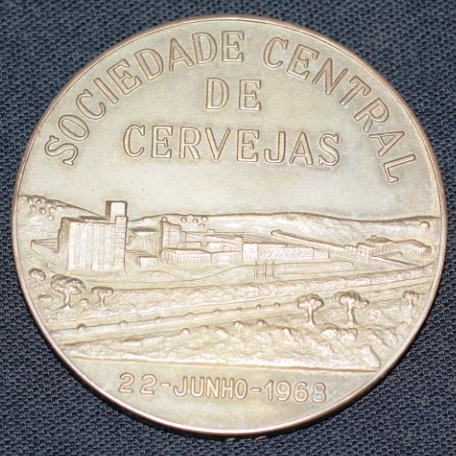 SOCIEDADE CENTRAL
DE
CERVEJAS
22-JUNHO-1968